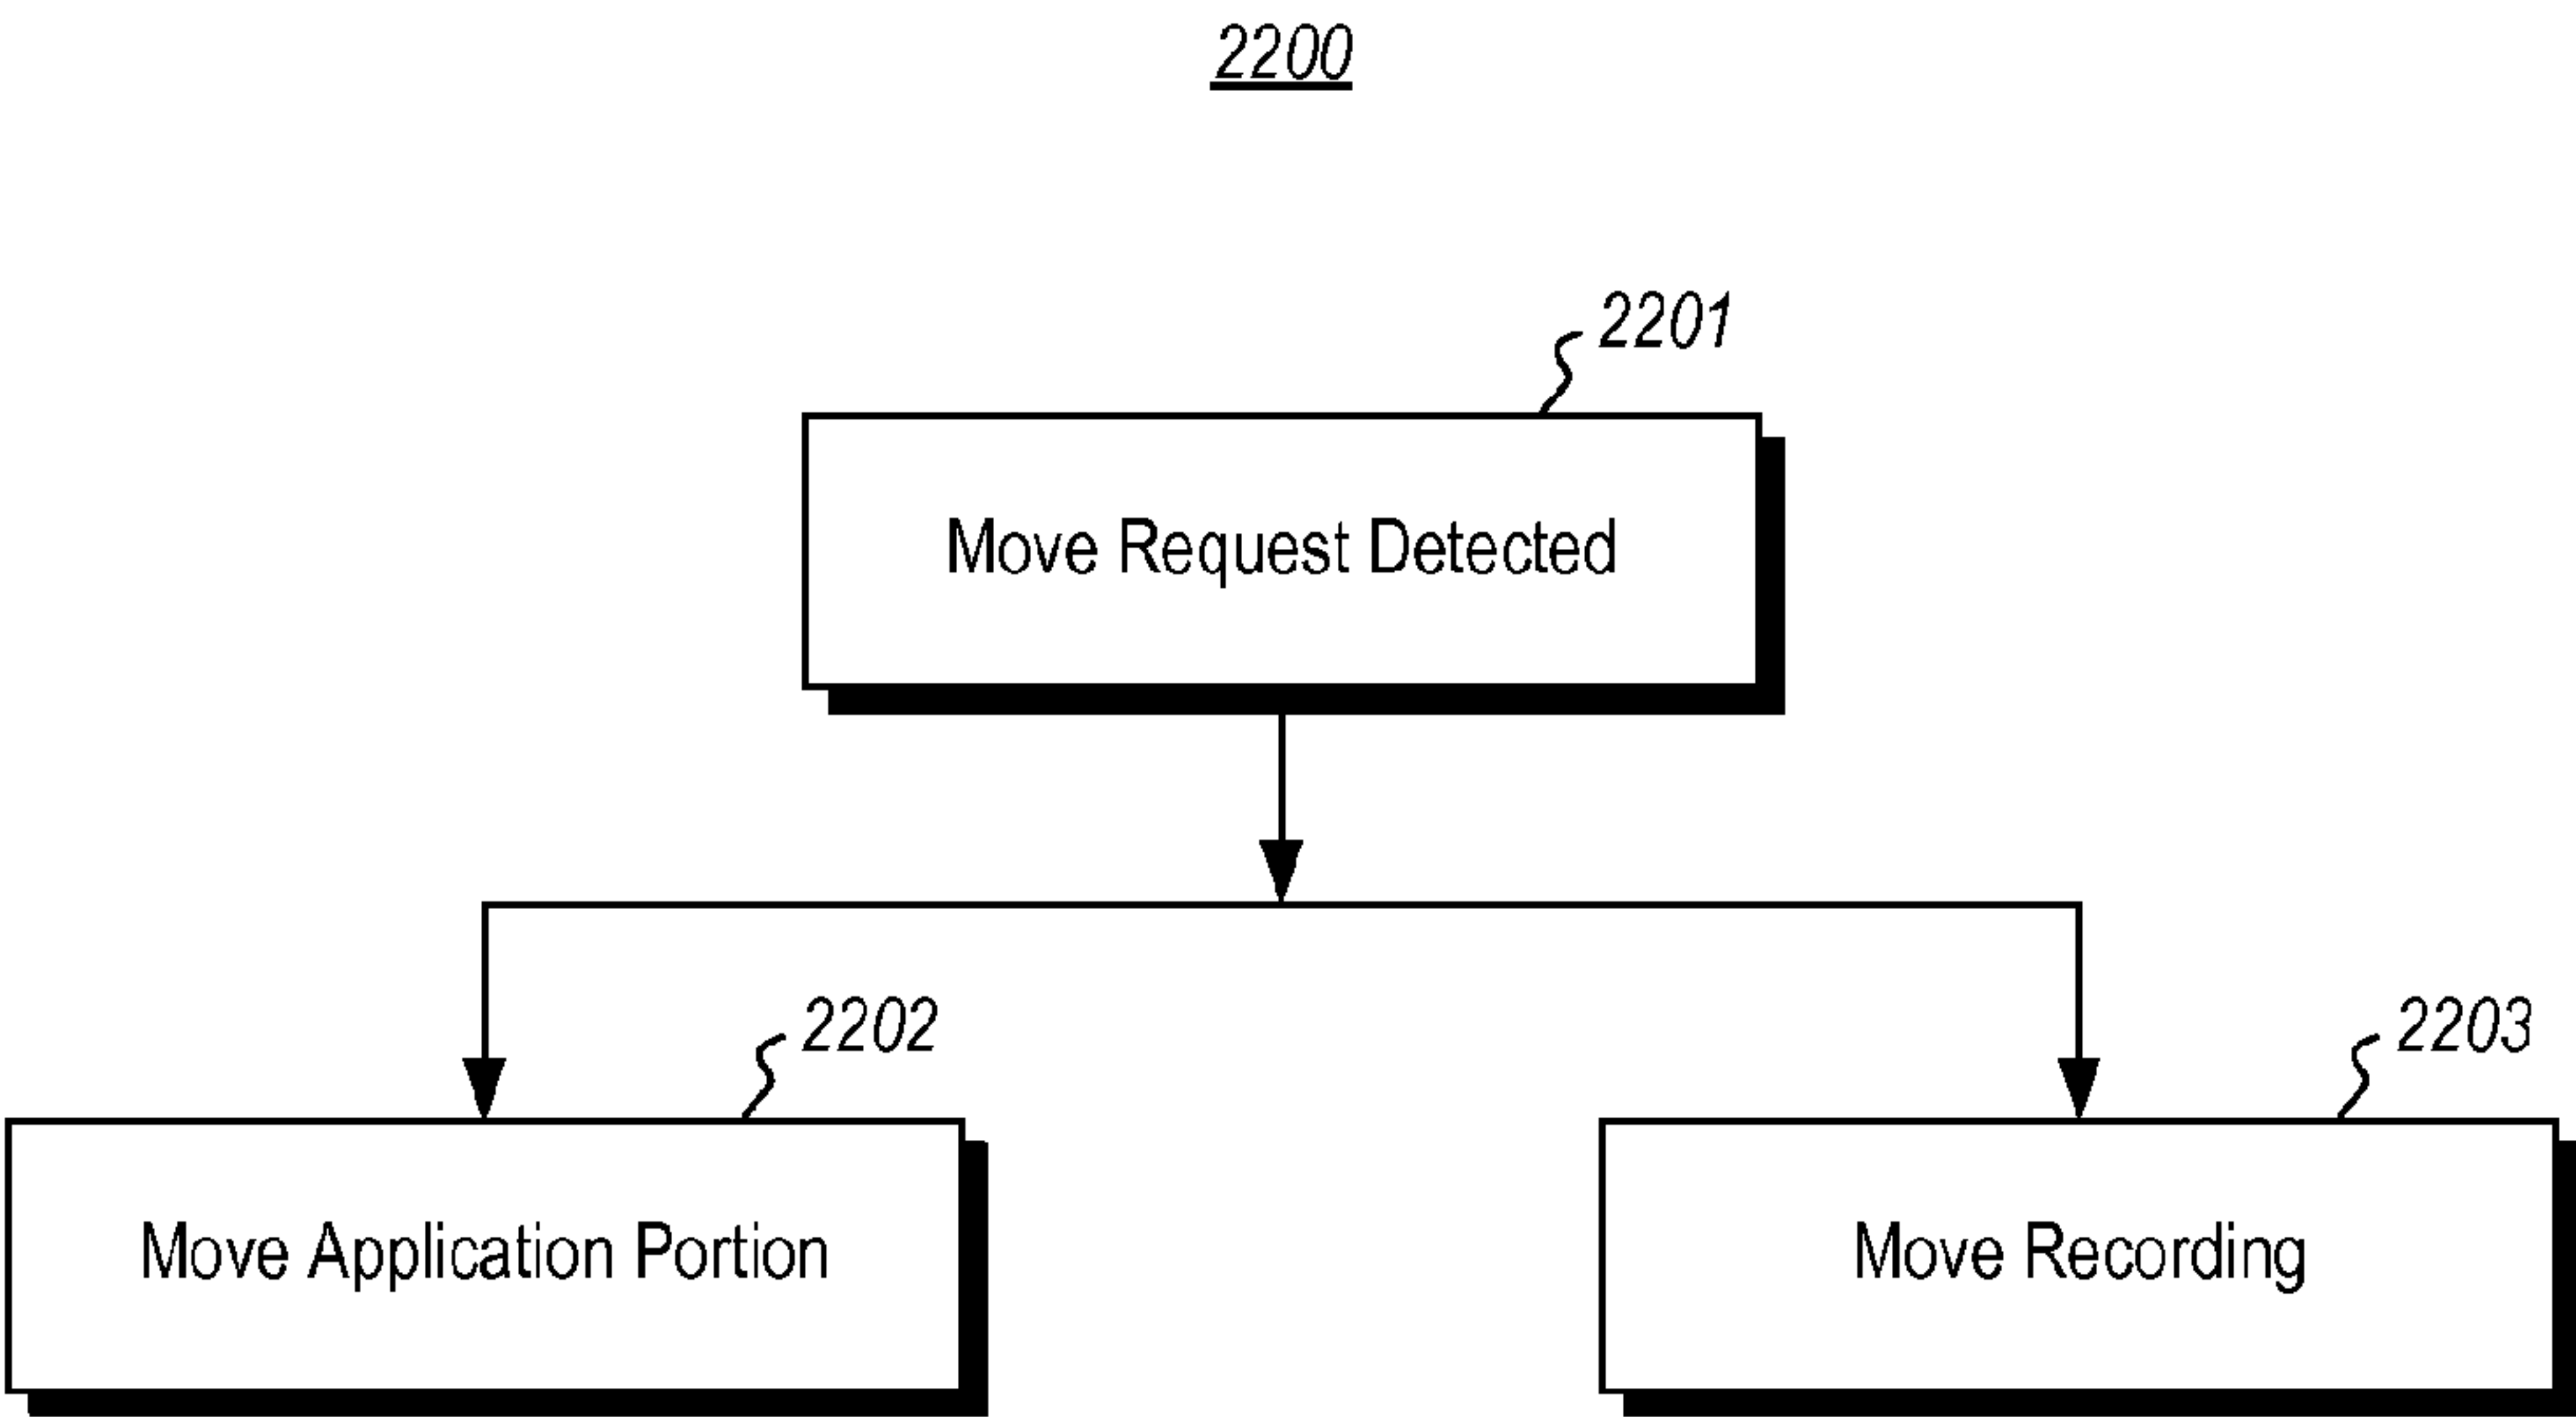 2200
2201
Move Request Detected
2202
2203
Move Application Portion
Move Recording